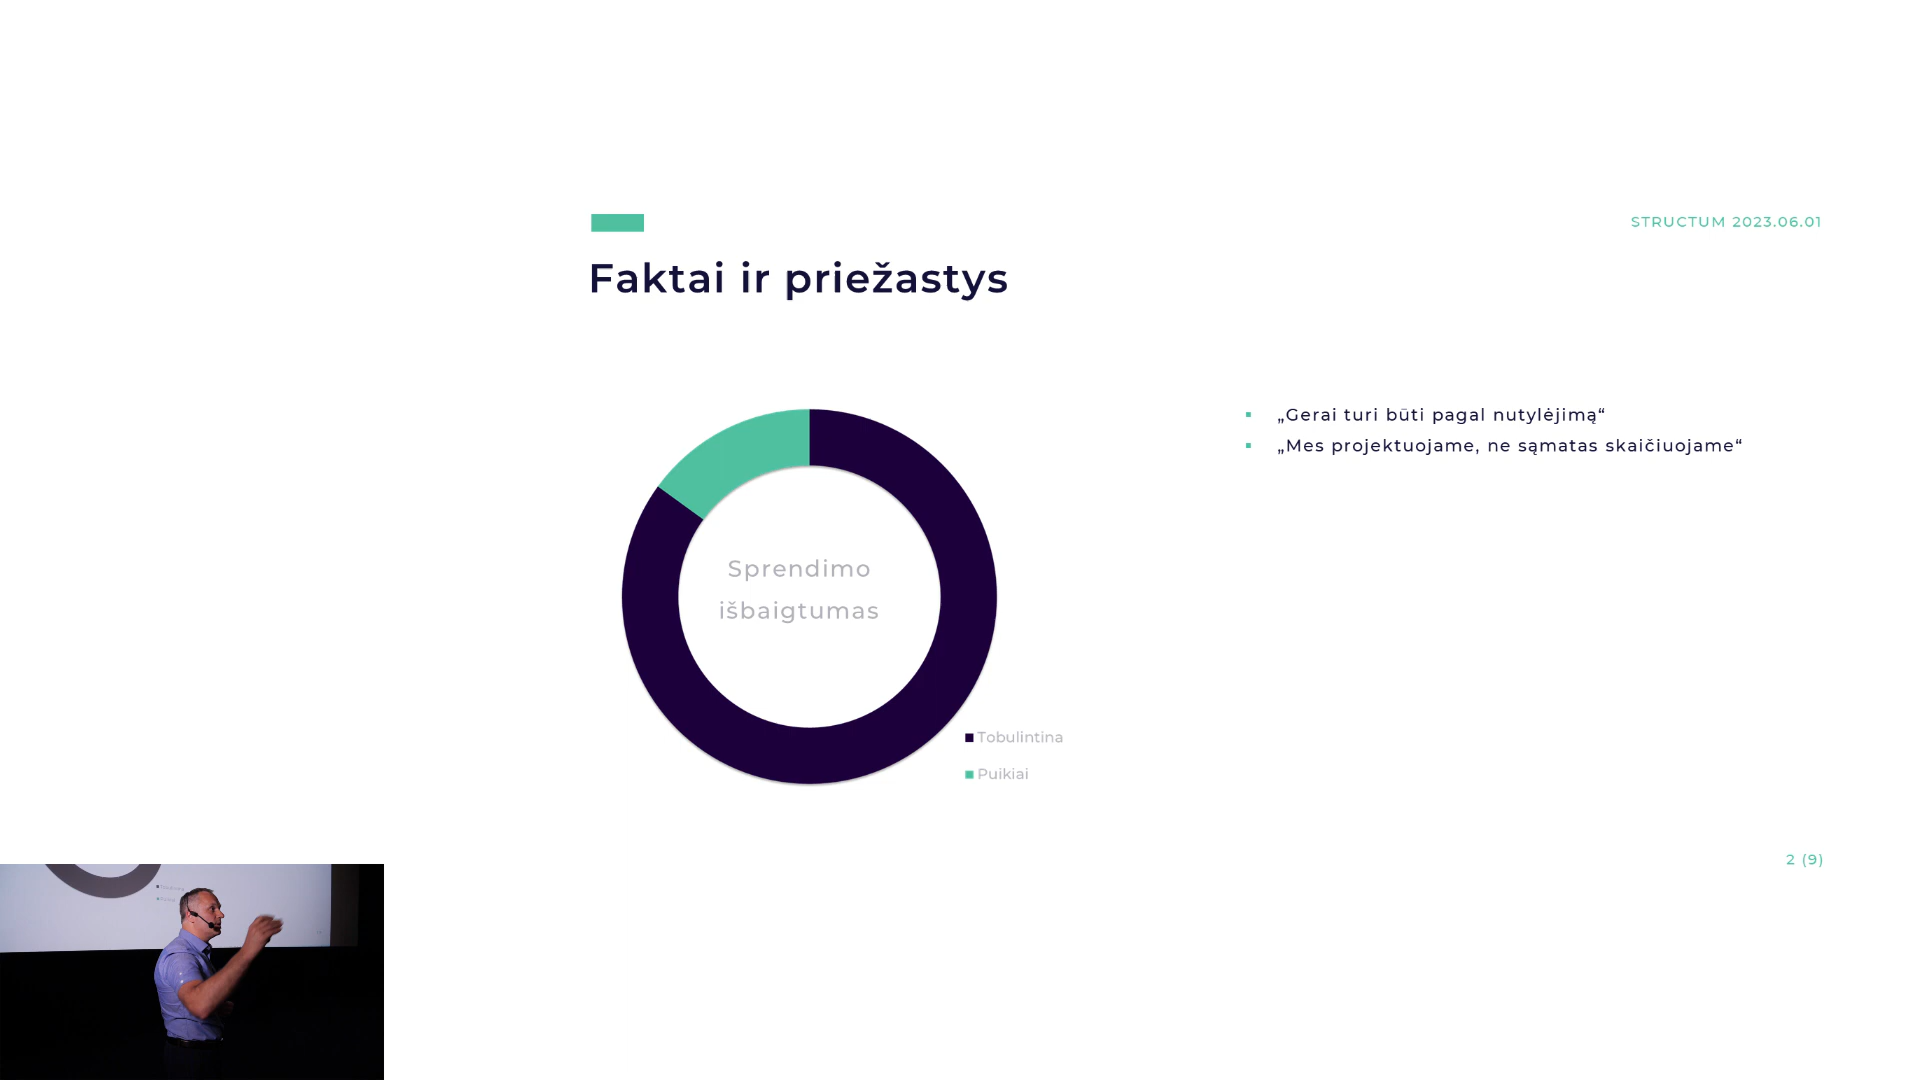 STRUCTUM 2023.06.01
Faktai ir priežastys
„Gerai turi būti pagal nutylėjimą“
„Mes projektuojame, ne sąmatas skaičiuojame“
Sprendimo
išbaigtumas
Tobulintina
Puikiai
2 (9)